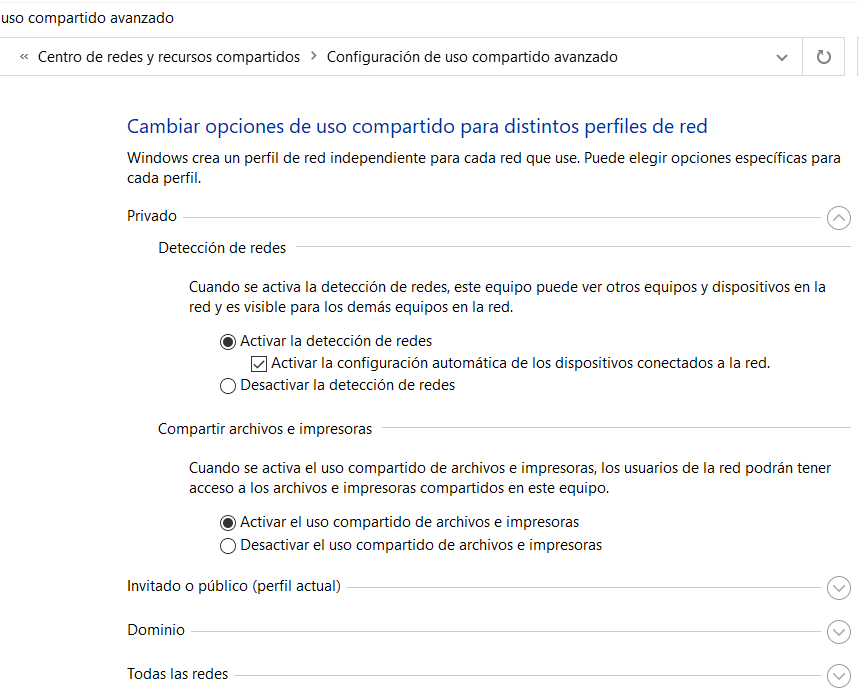 uso compartido avanzado
« Centro de redes y recursos compartidos > Configuración de uso compartido avanzado
Cambiar opciones de uso compartido para distintos perfiles de red
Windows crea un perfil de red independiente para cada red que use. Puede elegir opciones específicas para
cada perfil.
Privado
Detección de redes
Cuando se activa la detección de redes, este equipo puede ver otros equipos y dispositivos en la
red y es visible para los demás equipos en la red.
Activar la detección de redes
Activar la configuración automática de los dispositivos conectados a la red.
Desactivar la detección de redes
Compartir archivos e impresoras
Cuando se activa el uso compartido de archivos e impresoras, los usuarios de la red podrán tener
acceso a los archivos e impresoras compartidos en este equipo.
Activar el uso compartido de archivos e impresoras
Desactivar el uso compartido de archivos e impresoras
Invitado o público (perfil actual)
Dominio
Todas las redes